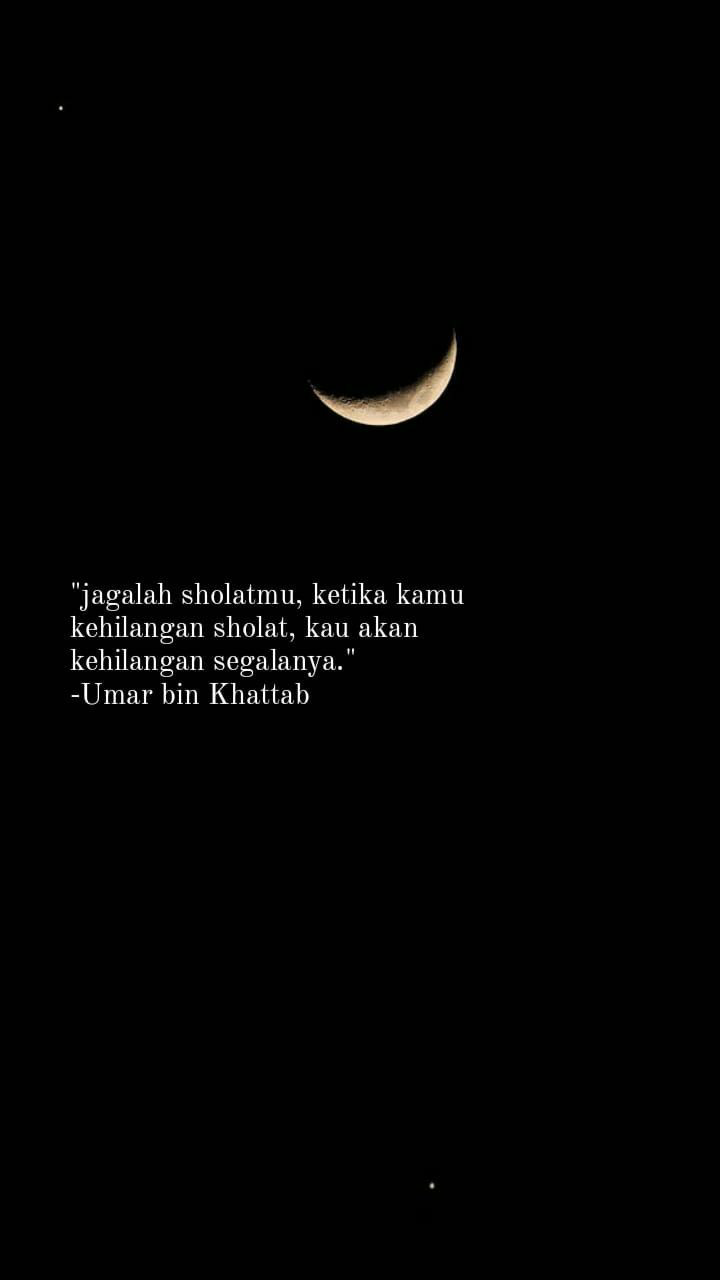 "jagalah sholatmu, ketika kamu
kehilangan sholat, kau akan
kehilangan segalanya."
-Umar bin Khattab